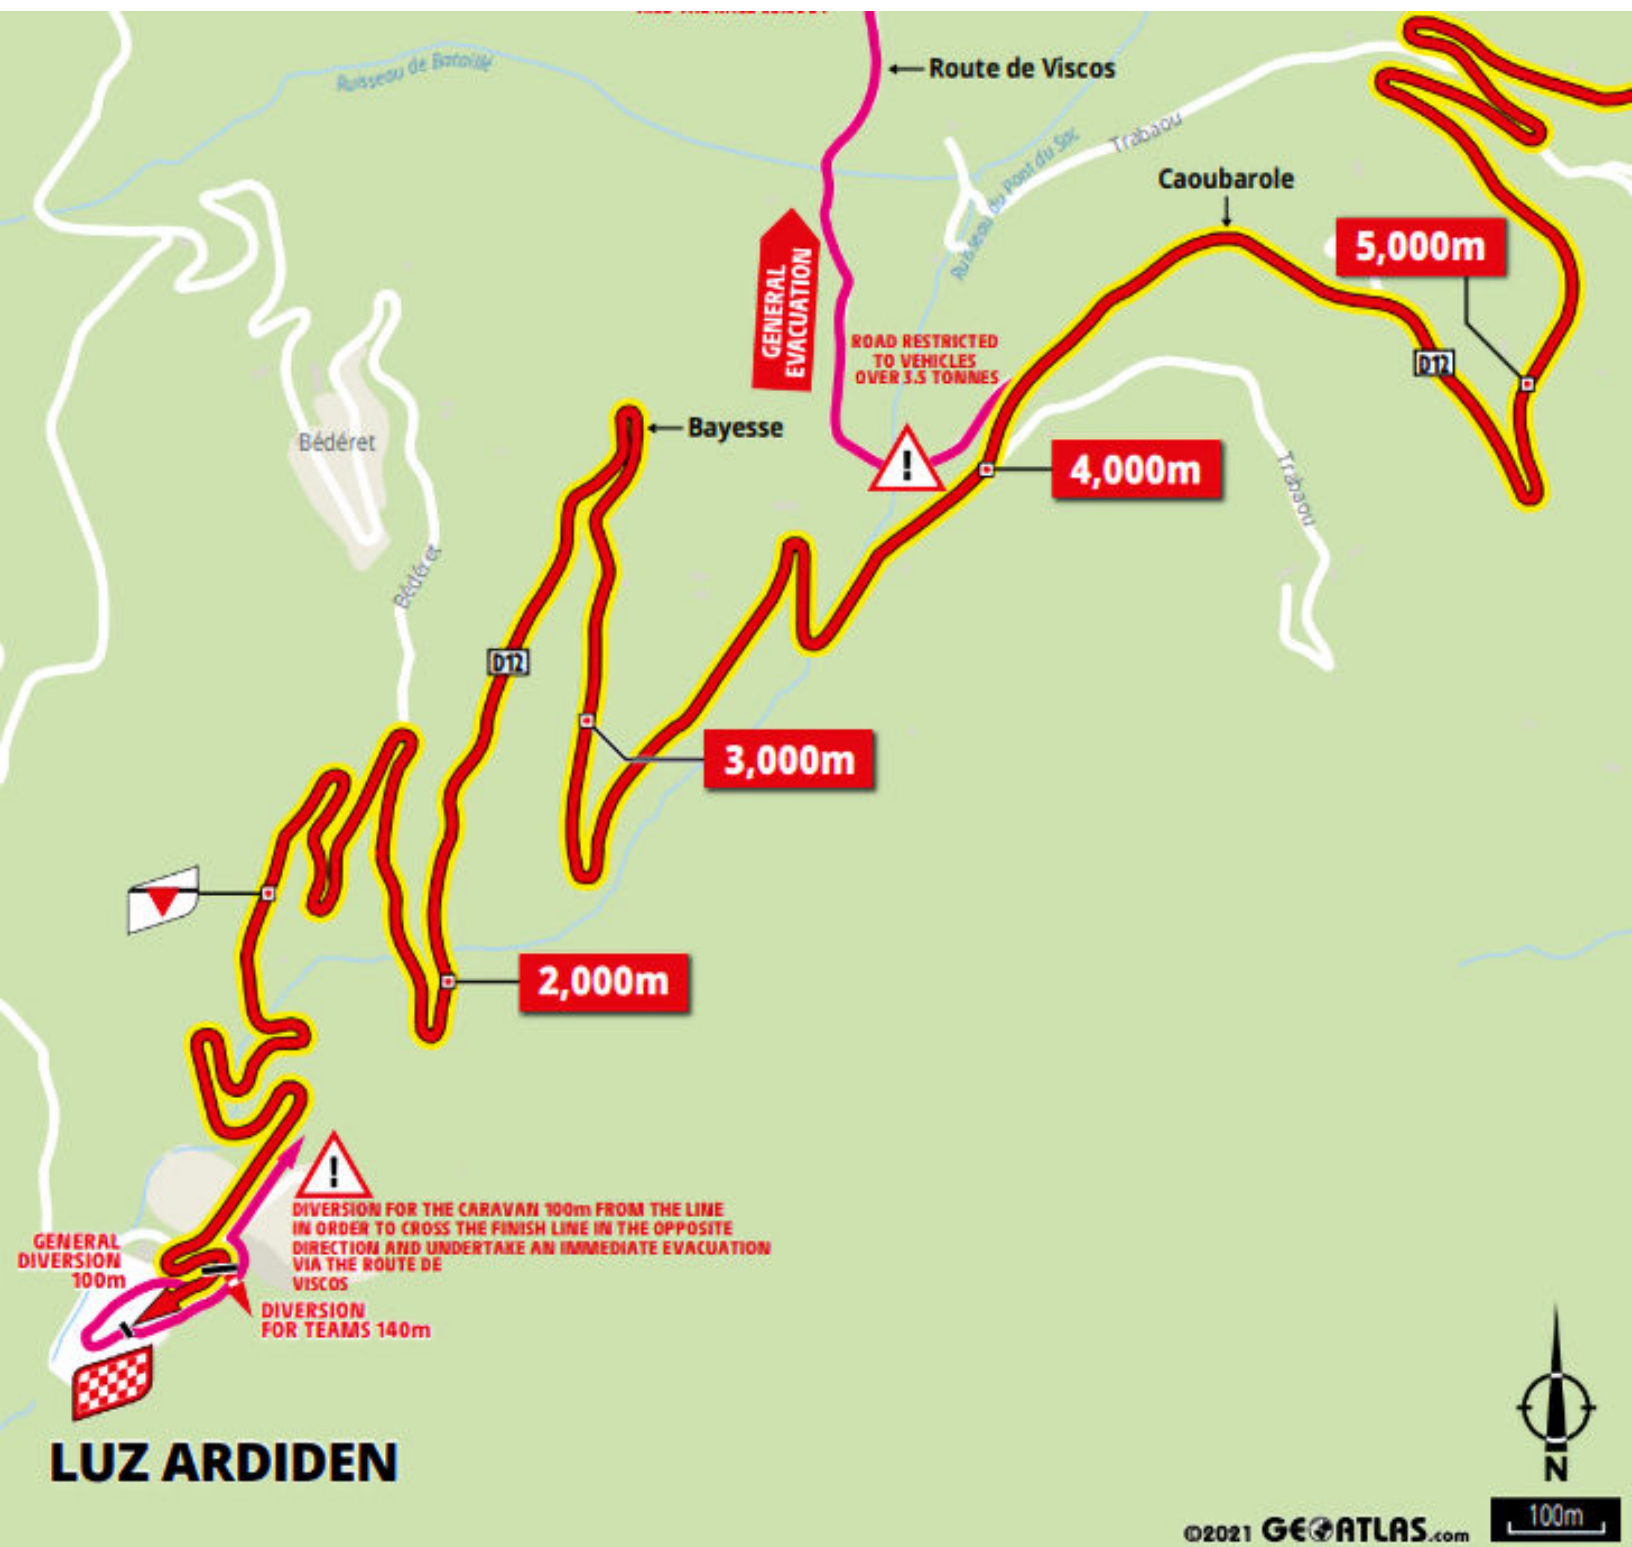 Route de Viscos
Ruisseau de Bataillé
Trabaou
Ruisseau du Pont du Soc
Caoubarole
5,000m
GENERAL
EVACUATION
ROAD RESTRICTED
TO VEHICLES
OVER 3.5 TONNES
D12
Bayesse
Bédéret
!
4,000m
Trabaou
Bédéret
D12
3,000m
2,000m
!
DIVERSION FOR THE CARAVAN 100m FROM THE LINE
IN ORDER TO CROSS THE FINISH LINE IN THE OPPOSITE
DIRECTION AND UNDERTAKE AN IMMEDIATE EVACUATION
VIA THE ROUTE DE
VISCOS
GENERAL
DIVERSION
100m
DIVERSION
FOR TEAMS 140m
LUZ ARDIDEN
N
©2021 GEOATLAS.com
100m